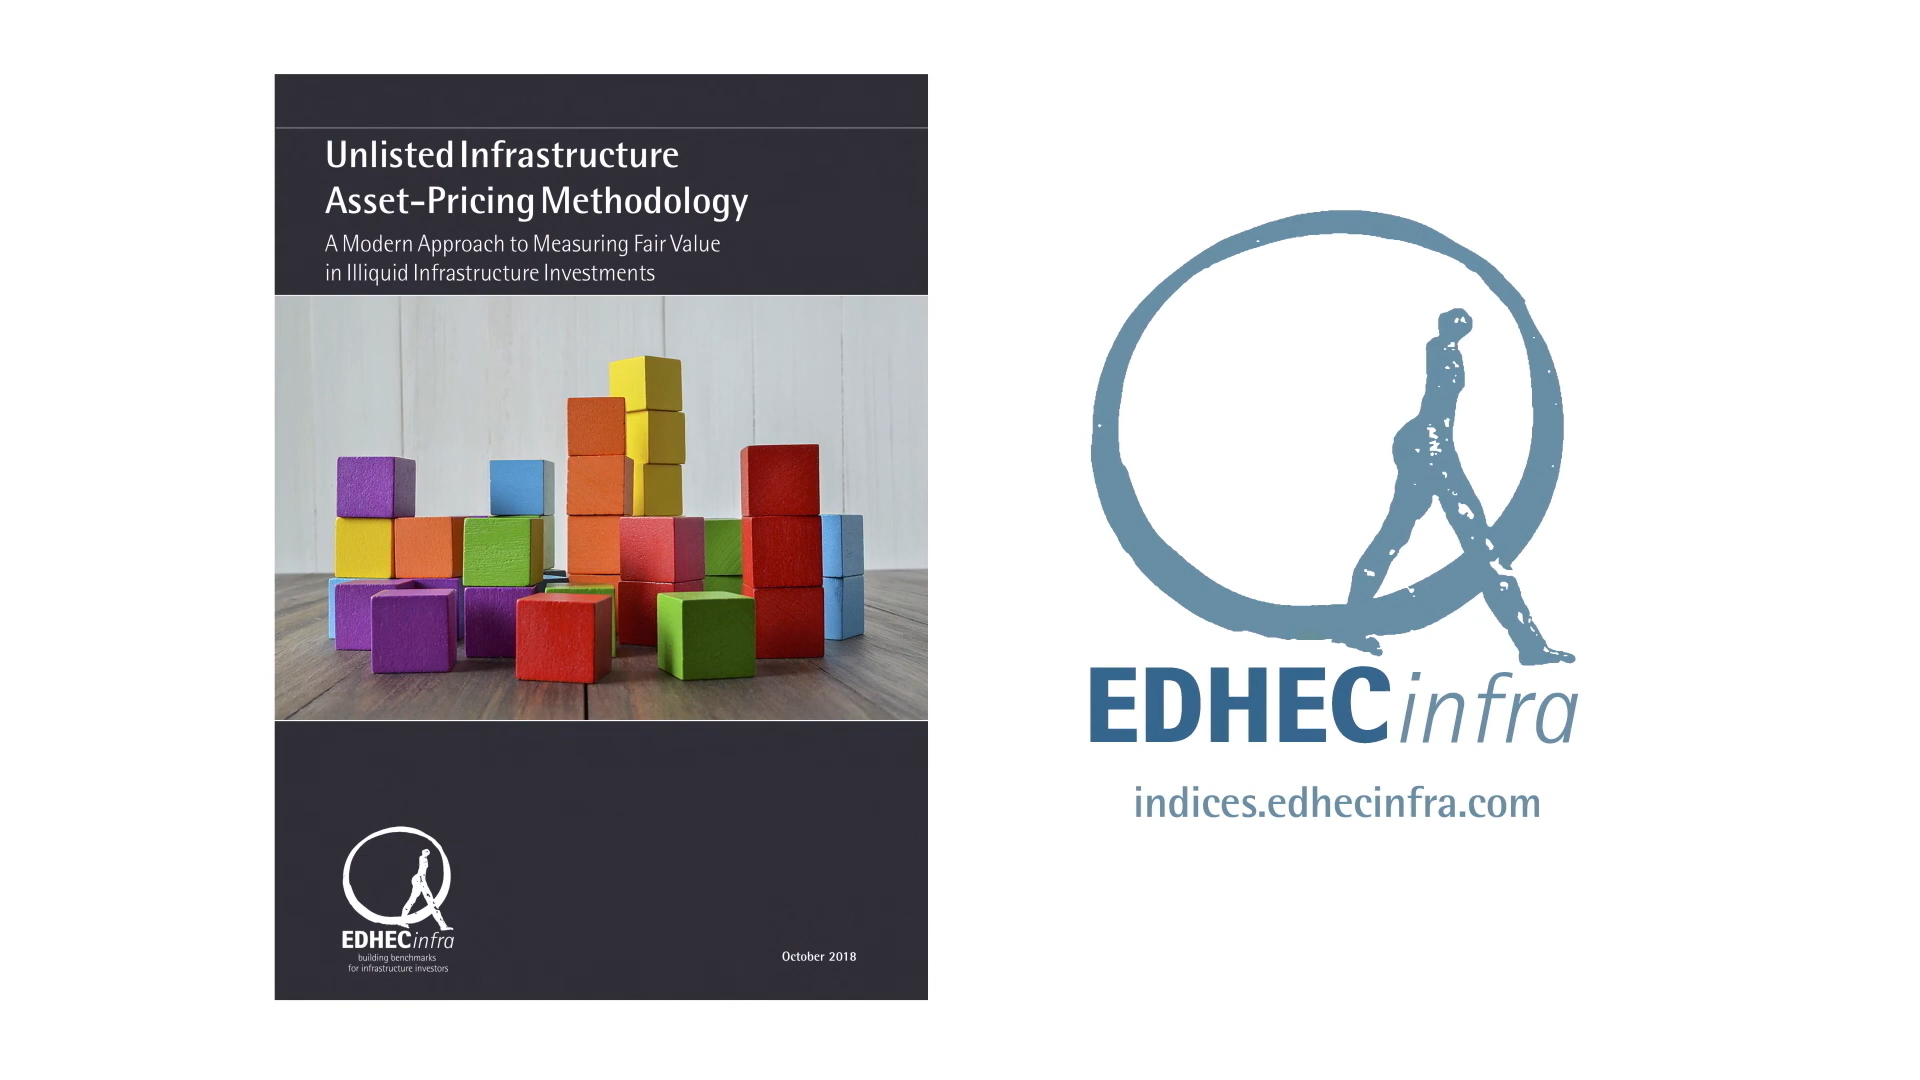 Unlisted Infrastructure
Asset-Pricing Methodology
A Modern Approach to Measuring Fair Value
in Illiquid Infrastructure Investments
EDHECinfra
building benchmarks
for infrastructure investors
October 2018
EDHECinfra
indices.edhecinfra.com